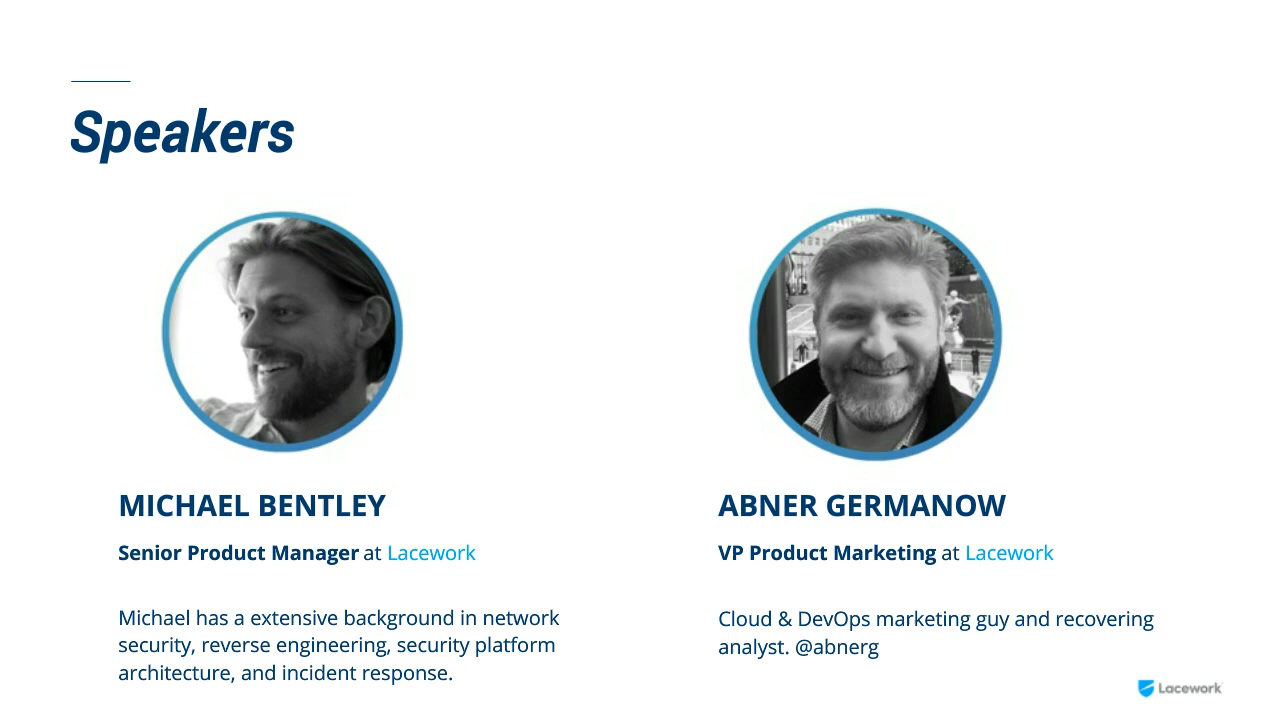 Speakers
MICHAEL BENTLEY
Senior Product Manager at Lacework
Michael has a extensive background in network
security, reverse engineering, security platform
architecture, and incident response.
ABNER GERMANOW
VP Product Marketing at Lacework
Cloud & DevOps marketing guy and recovering
analyst. @abnerg
Lacework